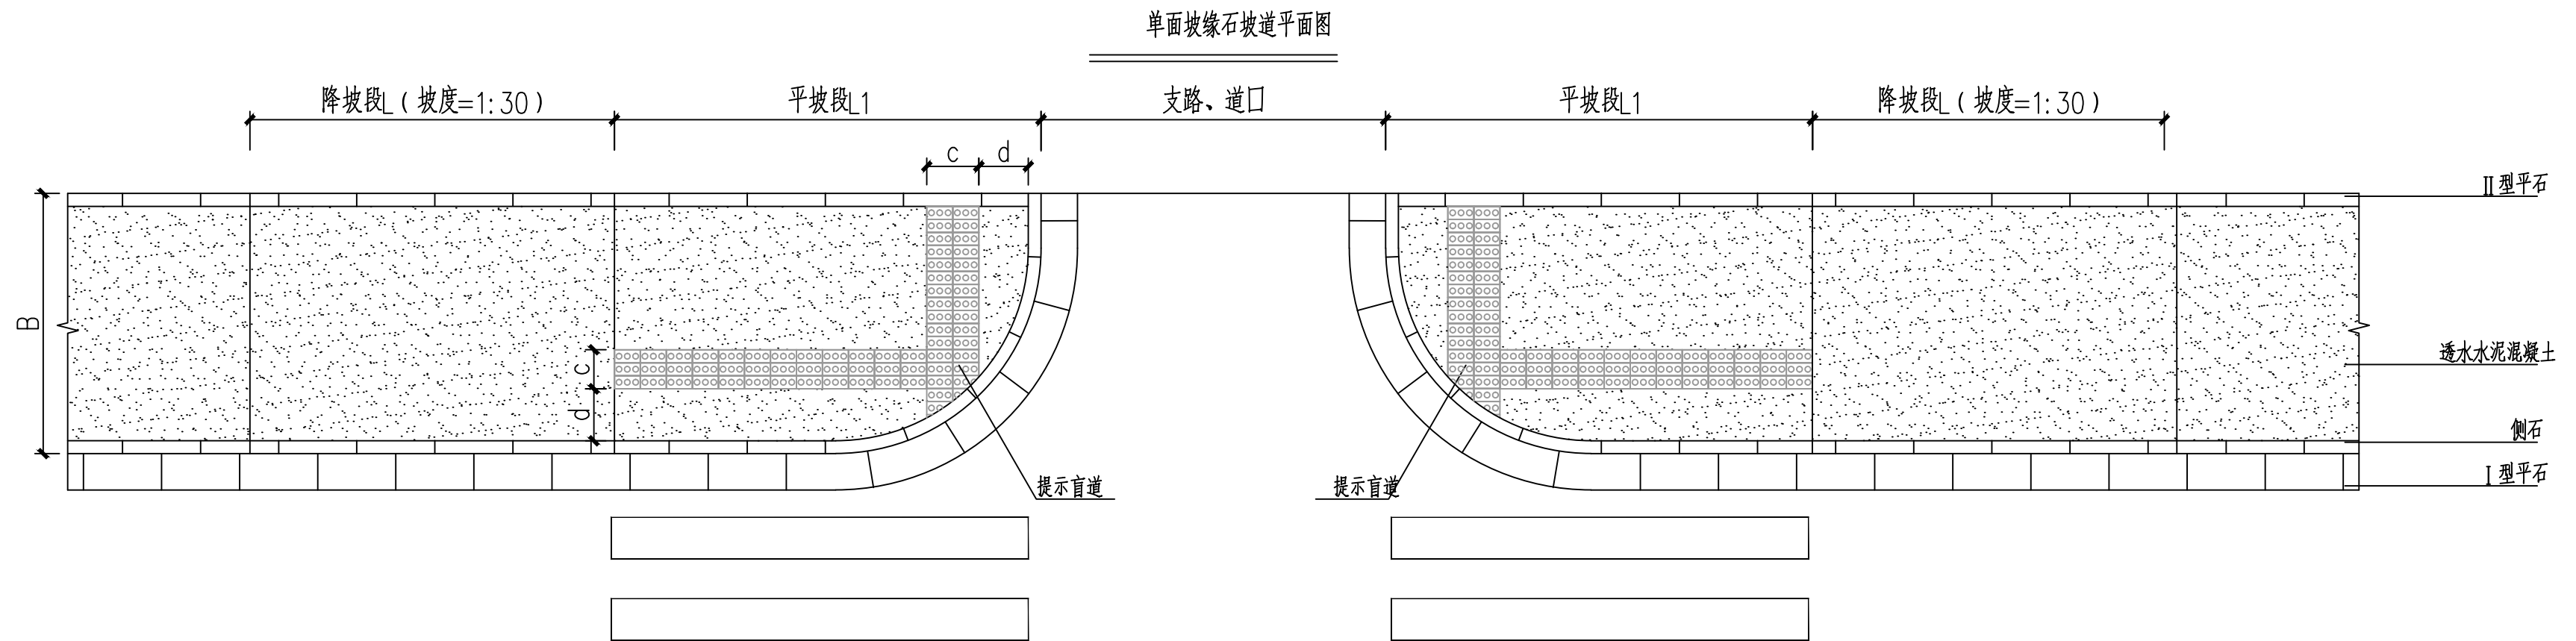 单面坡缘石坡道平面图
降坡段L（坡度=1:30）
平坡段L1
支路、道口
平坡段L1
降坡段L（坡度=1:30）
c
d
II型平石
B
透水水泥混凝土
c
d
侧石
提示盲道
提示盲道
I型平石